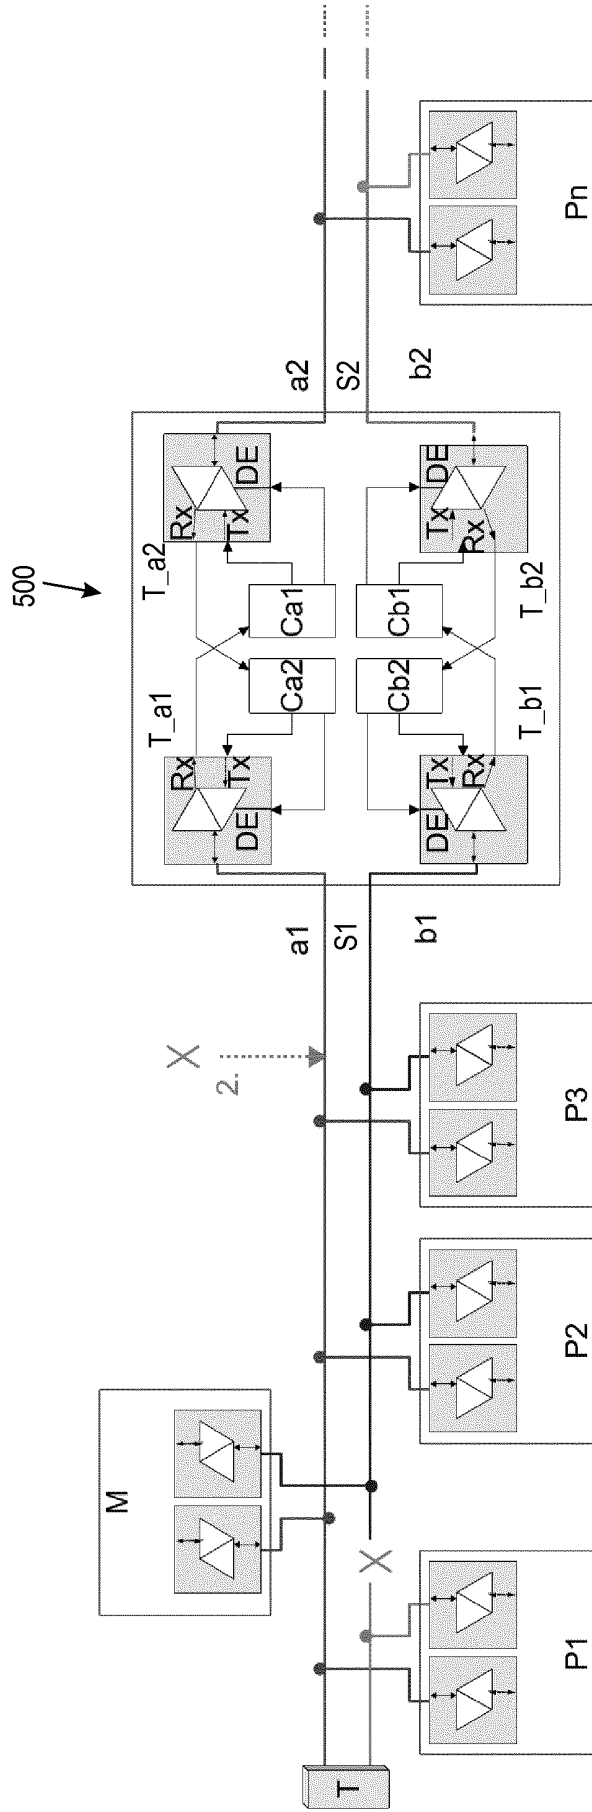 500
T_a1
T_a2
Rx
Rx
Tx
Tx
DE
DE
Ca2
Ca1
Cb2
Cb1
DE
Tx
Rx
Tx
DE
Rx
T_b1
T_b2
M
X
2.
a1
S1
b1
a2
S2
b2
X
T
P1
P2
P3
Pn